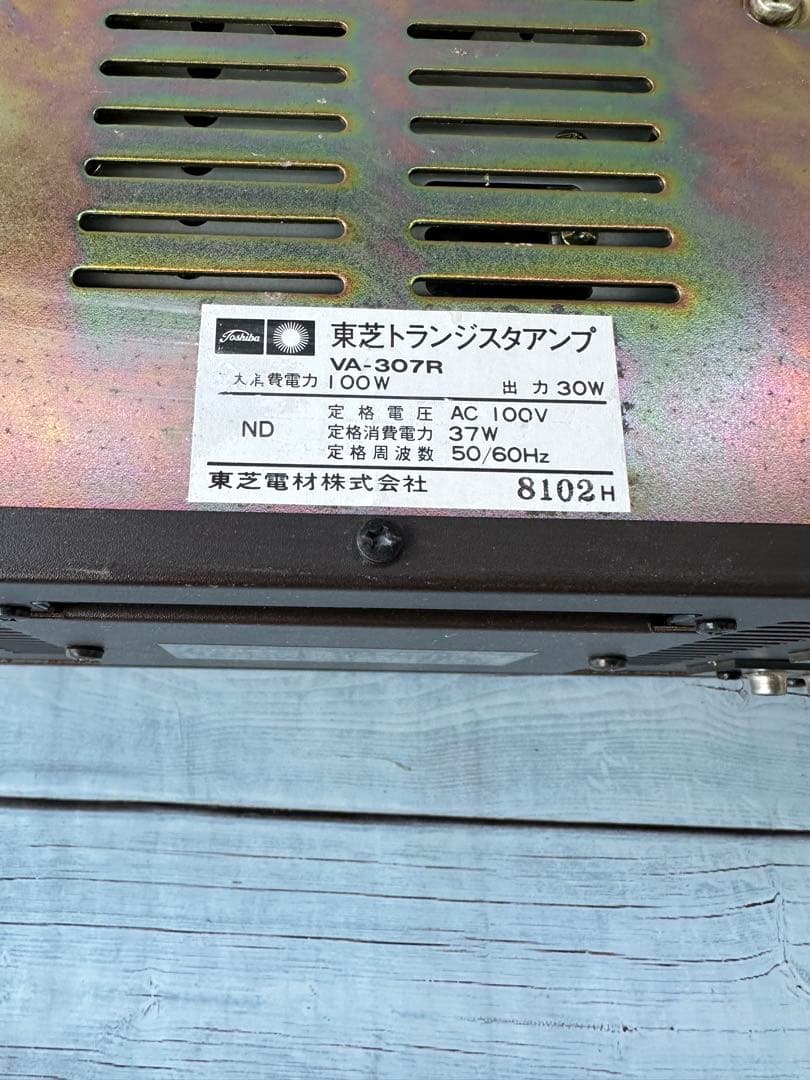 Toshiba 東芝トランジスタアンプ
VA-307R
大消費電力 100W 出力 30W
ND
定格電圧 AC 100V
定格消費電力 37W
定格周波数 50/60Hz
東芝電材株式会社 8102H